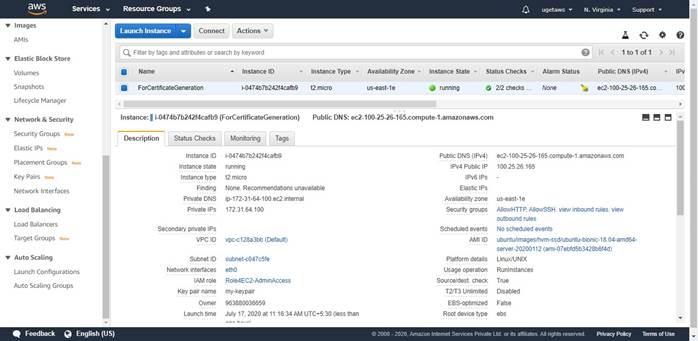 aws
Services
Resource Groups
ugetaws
N. Virginia
Support
Images
AMIs
Elastic Block Store
Volumes
Snapshots
Lifecycle Manager
Network & Security
Security Groups New
Elastic IPs New
Placement Groups New
Key Pairs New
Network Interfaces
Load Balancing
Load Balancers
Target Groups New
Auto Scaling
Launch Configurations
Auto Scaling Groups
Launch Instance
Connect
Actions
Filter by tags and attributes or search by keyword
1 to 1 of 1
Name Instance ID Instance Type Availability Zone Instance State Status Checks Alarm Status Public DNS (IPv4) IPv4
ForCertificateGeneration i-0474b7b242f4cafb9 t2.micro us-east-1e running 2/2 checks ... None ec2-100-25-26-165.co... 100
Instance: i-0474b7b242f4cafb9 (ForCertificateGeneration) Public DNS: ec2-100-25-26-165.compute-1.amazonaws.com
Description Status Checks Monitoring Tags
Instance ID i-0474b7b242f4cafb9
Instance state running
Instance type t2.micro
Finding None. Recommendations unavailable
Private DNS ip-172-31-64-100.ec2.internal
Private IPs 172.31.64.100
Secondary private IPs
VPC ID vpc-c128a3bb (Default)
Subnet ID subnet-c047c5fe
Network interfaces eth0
IAM role Role4EC2-AdminAccess
Key pair name my-keypair
Owner 963880036659
Launch time July 17, 2020 at 11:16:34 AM UTC+5:30 (less than
one hour)
Public DNS (IPv4) ec2-100-25-26-165.compute-1.amazonaws.com
IPv4 Public IP 100.25.26.165
IPv6 IPs -
Elastic IPs
Availability zone us-east-1e
Security groups AllowHTTP. AllowSSH. view inbound rules. view
outbound rules
Scheduled events No scheduled events
AMI ID ubuntu/images/hvm-ssd/ubuntu-bionic-18.04-amd64-
server-20200112 (ami-07ebfd5b3428b6f4d)
Platform details Linux/UNIX
Usage operation RunInstances
Source/dest. check True
T2/T3 Unlimited Disabled
EBS-optimized False
Root device type ebs
Feedback
English (US)
© 2008 - 2020, Amazon Internet Services Private Ltd. or its affiliates. All rights reserved.
Privacy Policy
Terms of Use